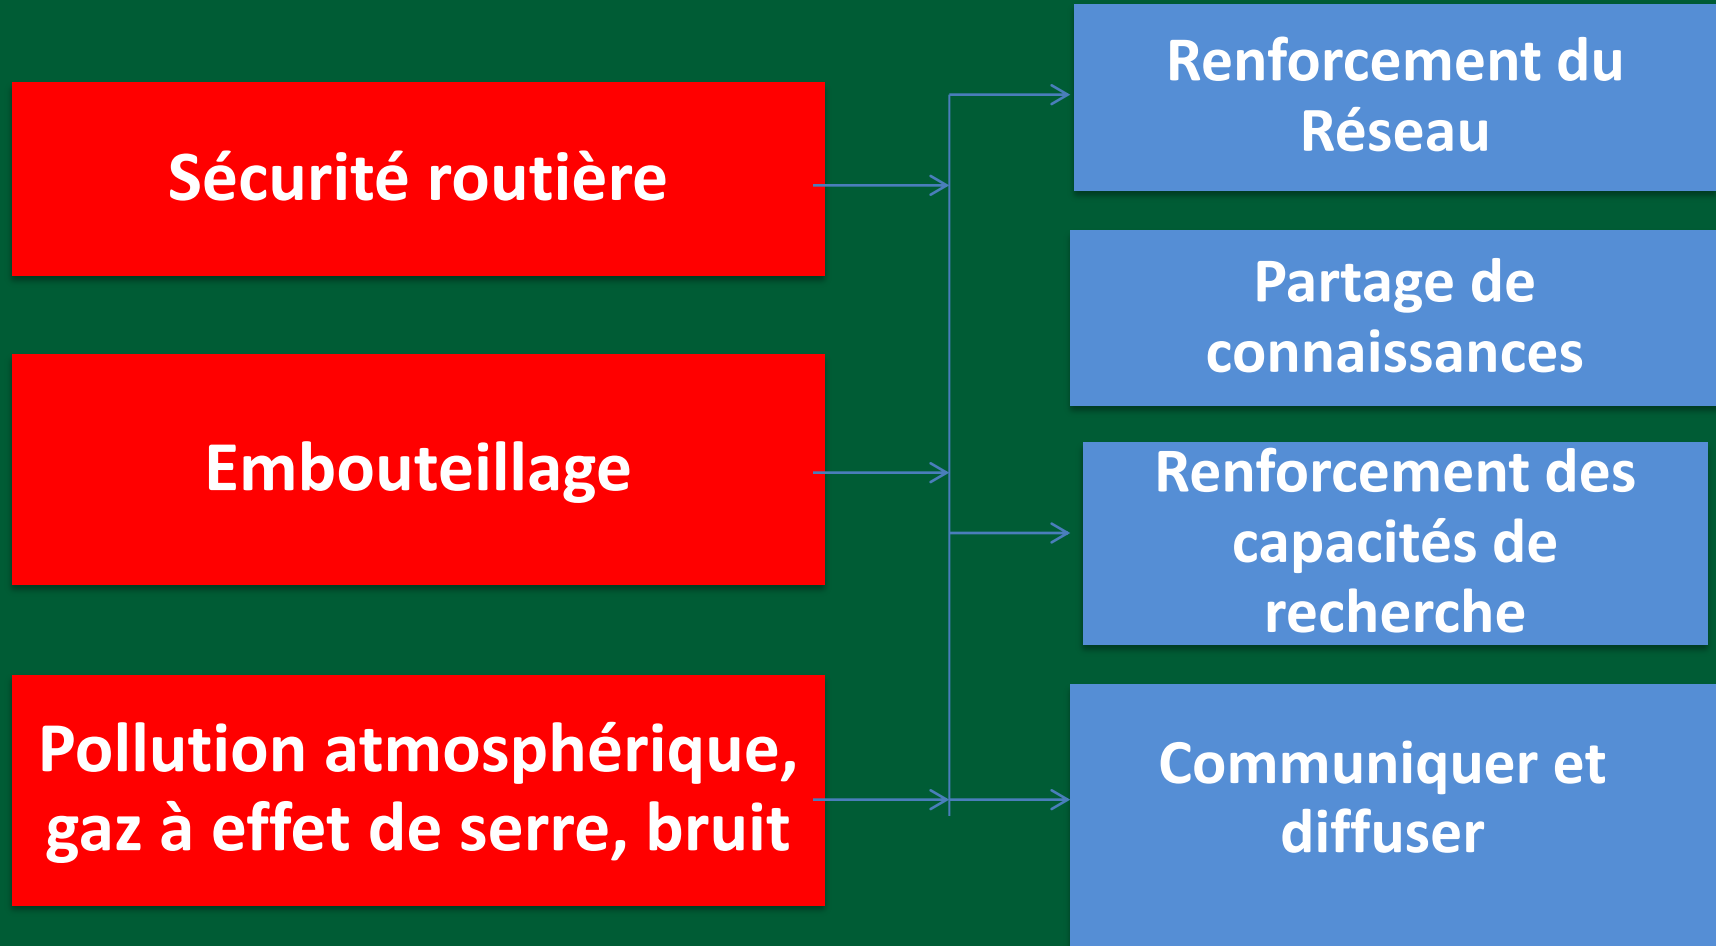 Sécurité routière
Embouteillage
Pollution atmosphérique,
gaz à effet de serre, bruit
Renforcement du
Réseau
Partage de
connaissances
Renforcement des
capacités de
recherche
Communiquer et
diffuser